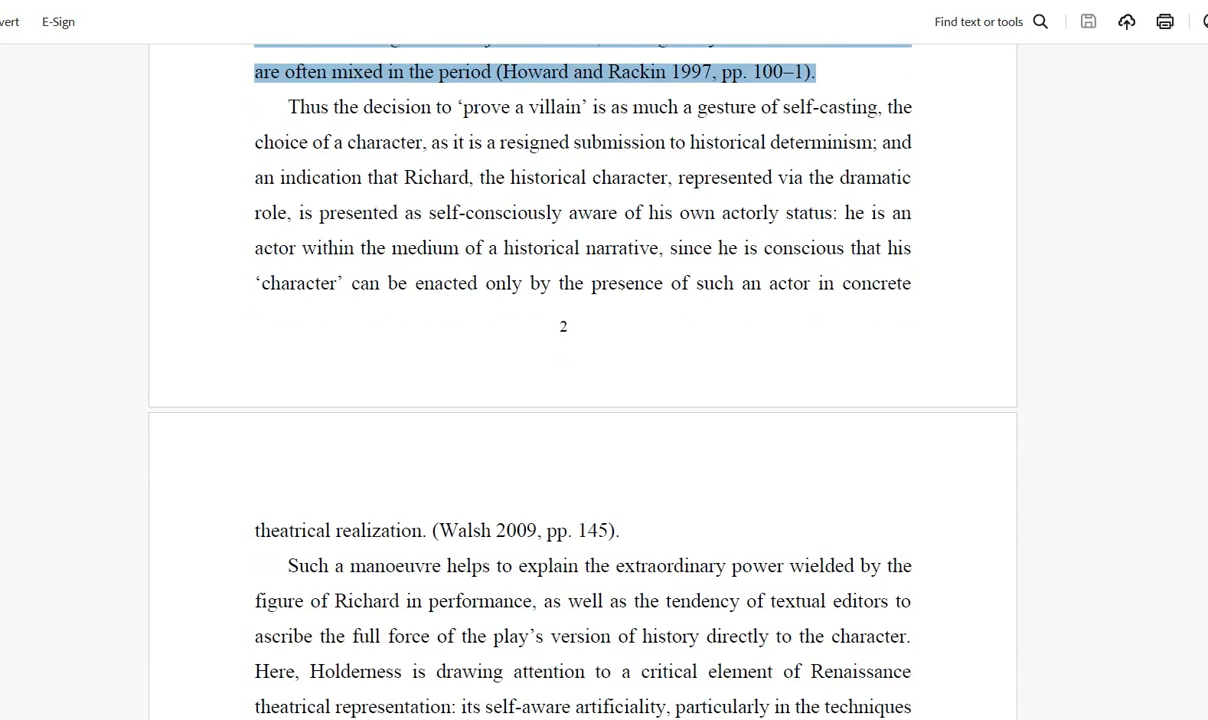 vert E-Sign Find text or tools
are often mixed in the period (Howard and Rackin 1997, pp. 100–1).
Thus the decision to ‘prove a villain’ is as much a gesture of self-casting, the
choice of a character, as it is a resigned submission to historical determinism; and
an indication that Richard, the historical character, represented via the dramatic
role, is presented as self-consciously aware of his own actorly status: he is an
actor within the medium of a historical narrative, since he is conscious that his
‘character’ can be enacted only by the presence of such an actor in concrete
2
theatrical realization. (Walsh 2009, pp. 145).
Such a manoeuvre helps to explain the extraordinary power wielded by the
figure of Richard in performance, as well as the tendency of textual editors to
ascribe the full force of the play’s version of history directly to the character.
Here, Holderness is drawing attention to a critical element of Renaissance
theatrical representation: its self-aware artificiality, particularly in the techniques